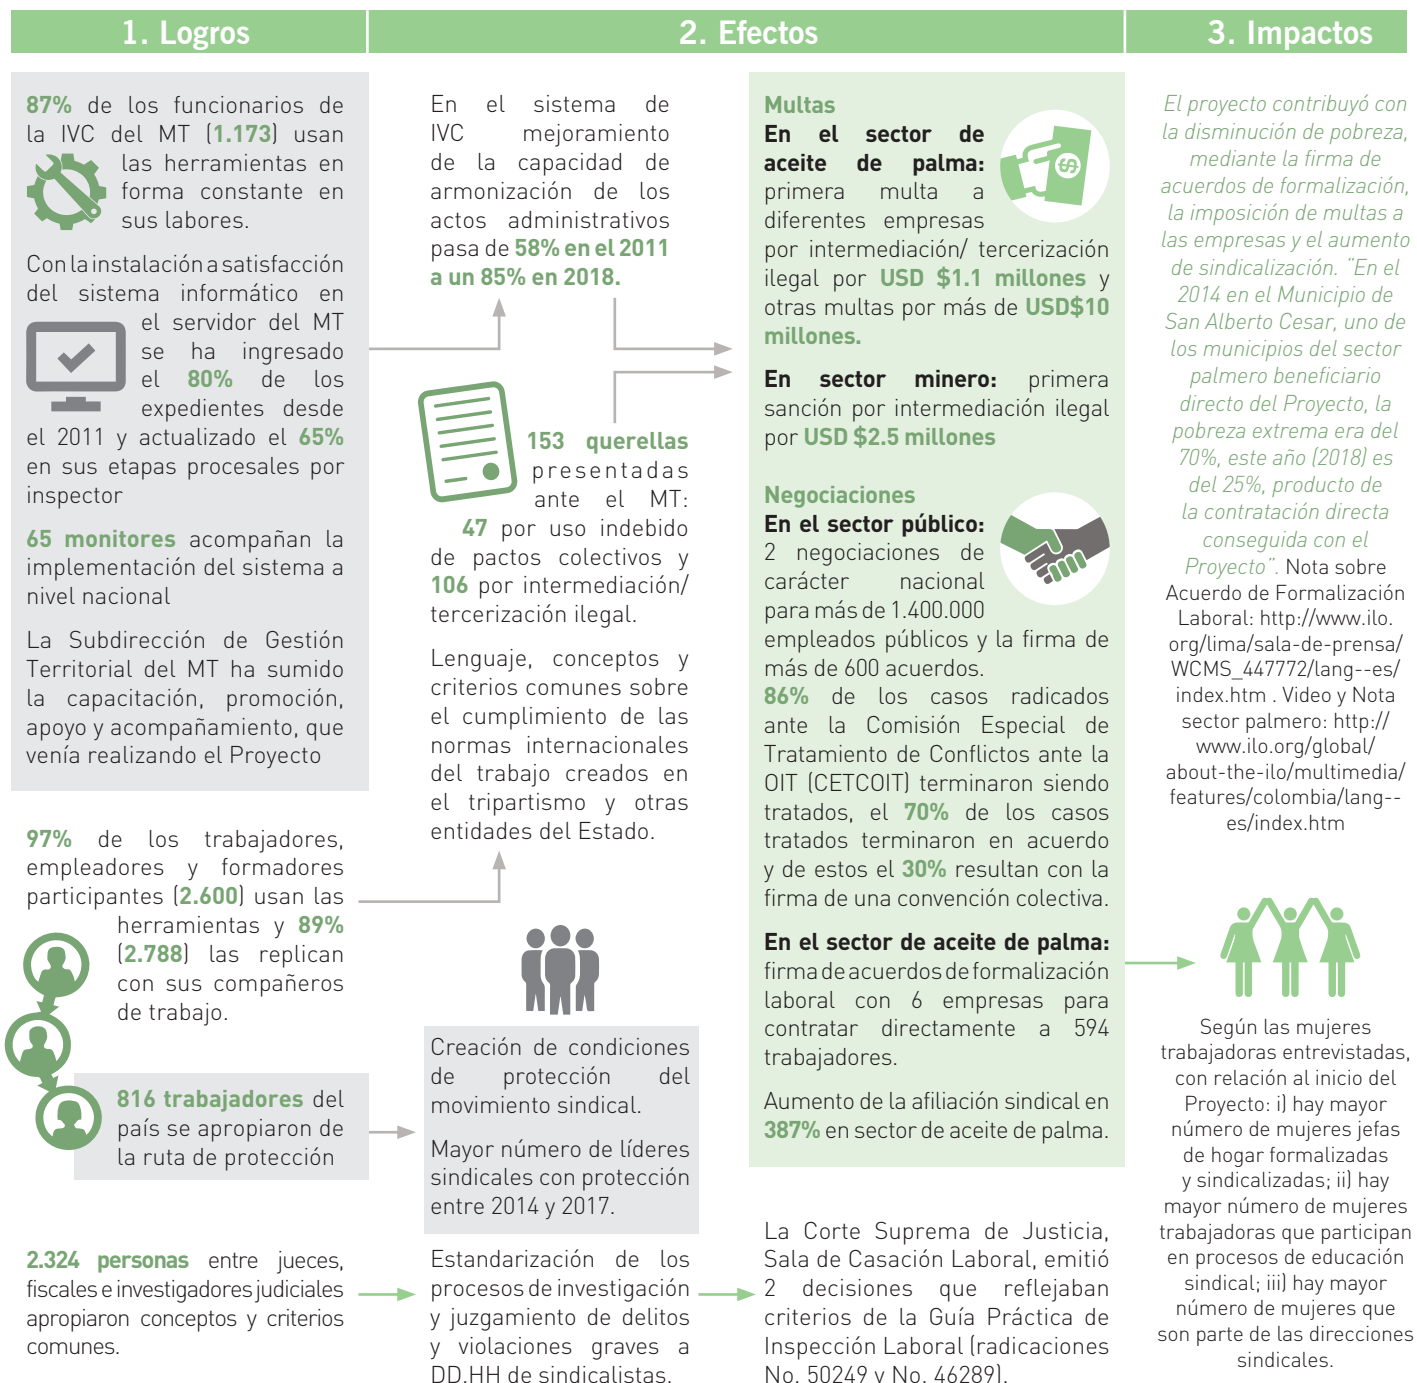 1. Logros
2. Efectos
3. Impactos
87% de los funcionarios de
la IVC del MT (1.173) usan
las herramientas en
forma constante en
sus labores.
Con la instalación a satisfacción
del sistema informático en
el servidor del MT
se ha ingresado
el 80% de los
expedientes desde
el 2011 y actualizado el 65%
en sus etapas procesales por
inspector
65 monitores acompañan la
implementación del sistema a
nivel nacional
La Subdirección de Gestión
Territorial del MT ha sumido
la capacitación, promoción,
apoyo y acompañamiento, que
venía realizando el Proyecto
97% de los trabajadores,
empleadores y formadores
participantes (2.600) usan las
herramientas y 89%
(2.788) las replican
con sus compañeros
de trabajo.
816 trabajadores del
país se apropiaron de
la ruta de protección
2.324 personas entre jueces,
fiscales e investigadores judiciales
apropiaron conceptos y criterios
comunes.
En el sistema de
IVC mejoramiento
de la capacidad de
armonización de los
actos administrativos
pasa de 58% en el 2011
a un 85% en 2018.
153 querellas
presentadas
ante el MT:
47 por uso indebido
de pactos colectivos y
106 por intermediación/
tercerización ilegal.
Lenguaje, conceptos y
criterios comunes sobre
el cumplimiento de las
normas internacionales
del trabajo creados en
el tripartismo y otras
entidades del Estado.
Creación de condiciones
de protección del
movimiento sindical.
Mayor número de líderes
sindicales con protección
entre 2014 y 2017.
Estandarización de los
procesos de investigación
y juzgamiento de delitos
y violaciones graves a
DD.HH de sindicalistas.
Multas
En el sector de
aceite de palma:
primera multa a
diferentes empresas
por intermediación/ tercerización
ilegal por USD $1.1 millones y
otras multas por más de USD$10
millones.
En sector minero: primera
sanción por intermediación ilegal
por USD $2.5 millones
Negociaciones
En el sector público:
2 negociaciones de
carácter nacional
para más de 1.400.000
empleados públicos y la firma de
más de 600 acuerdos.
86% de los casos radicados
ante la Comisión Especial de
Tratamiento de Conflictos ante la
OIT (CETCOIT) terminaron siendo
tratados, el 70% de los casos
tratados terminaron en acuerdo
y de estos el 30% resultan con la
firma de una convención colectiva.
En el sector de aceite de palma:
firma de acuerdos de formalización
laboral con 6 empresas para
contratar directamente a 594
trabajadores.
Aumento de la afiliación sindical en
387% en sector de aceite de palma.
La Corte Suprema de Justicia,
Sala de Casación Laboral, emitió
2 decisiones que reflejaban
criterios de la Guía Práctica de
Inspección Laboral (radicaciones
No. 50249 y No. 46289).
El proyecto contribuyó con
la disminución de pobreza,
mediante la firma de
acuerdos de formalización,
la imposición de multas a
las empresas y el aumento
de sindicalización. "En el
2014 en el Municipio de
San Alberto Cesar, uno de
los municipios del sector
palmero beneficiario
directo del Proyecto, la
pobreza extrema era del
70%, este año (2018) es
del 25%, producto de
la contratación directa
conseguida con el
Proyecto". Nota sobre
Acuerdo de Formalización
Laboral: http://www.ilo.
org/lima/sala-de-prensa/
WCMS_447772/lang--es/
index.htm . Video y Nota
sector palmero: http://
www.ilo.org/global/
about-the-ilo/multimedia/
features/colombia/lang--
es/index.htm
Según las mujeres
trabajadoras entrevistadas,
con relación al inicio del
Proyecto: i) hay mayor
número de mujeres jefas
de hogar formalizadas
y sindicalizadas; ii) hay
mayor número de mujeres
trabajadoras que participan
en procesos de educación
sindical; iii) hay mayor
número de mujeres que
son parte de las direcciones
sindicales.